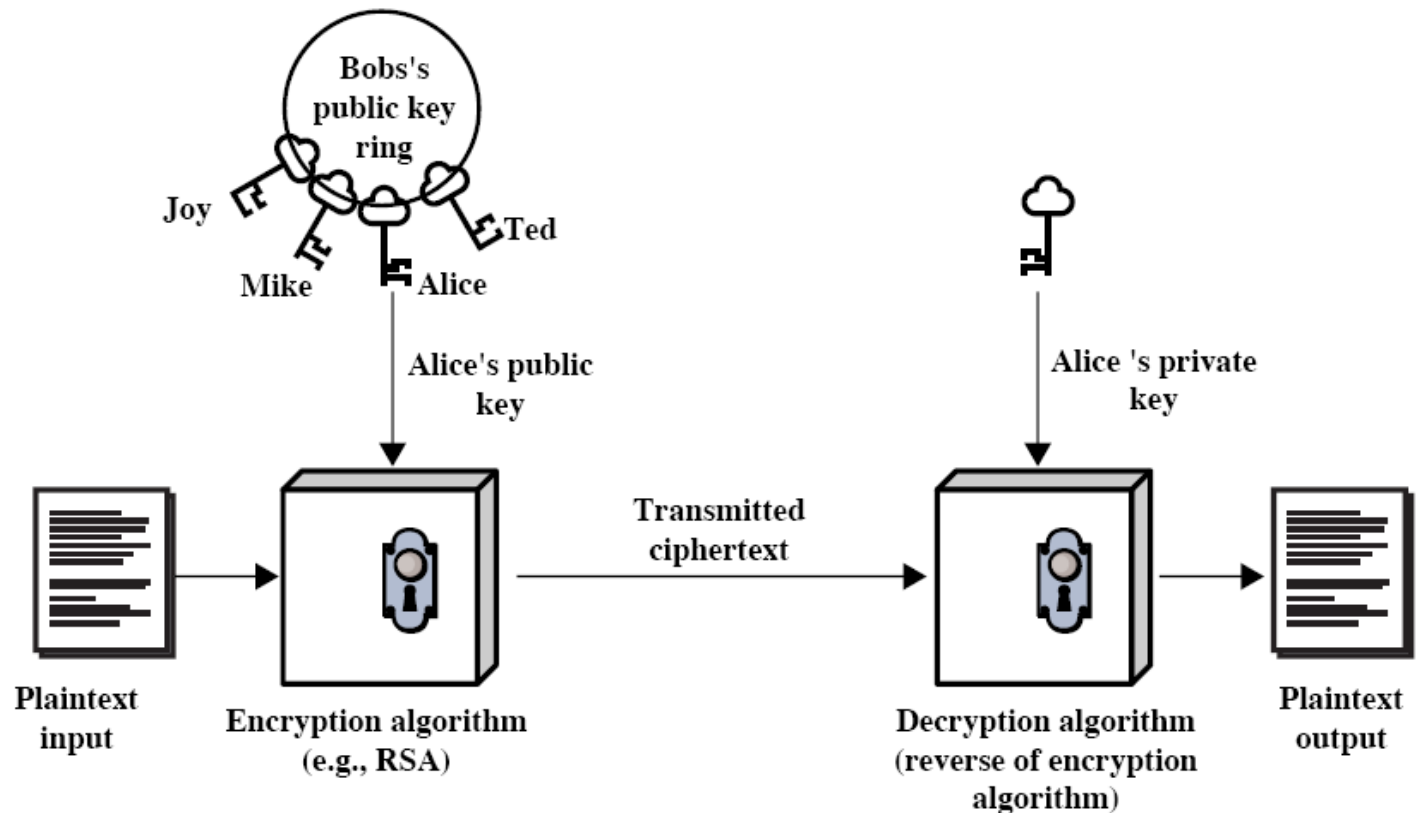 Bobs's
public key
ring
Joy
Ted
Mike
Alice
Alice's public
key
Alice 's private
key
Transmitted
ciphertext
Plaintext
input
Encryption algorithm
(e.g., RSA)
Decryption algorithm
(reverse of encryption
algorithm)
Plaintext
output